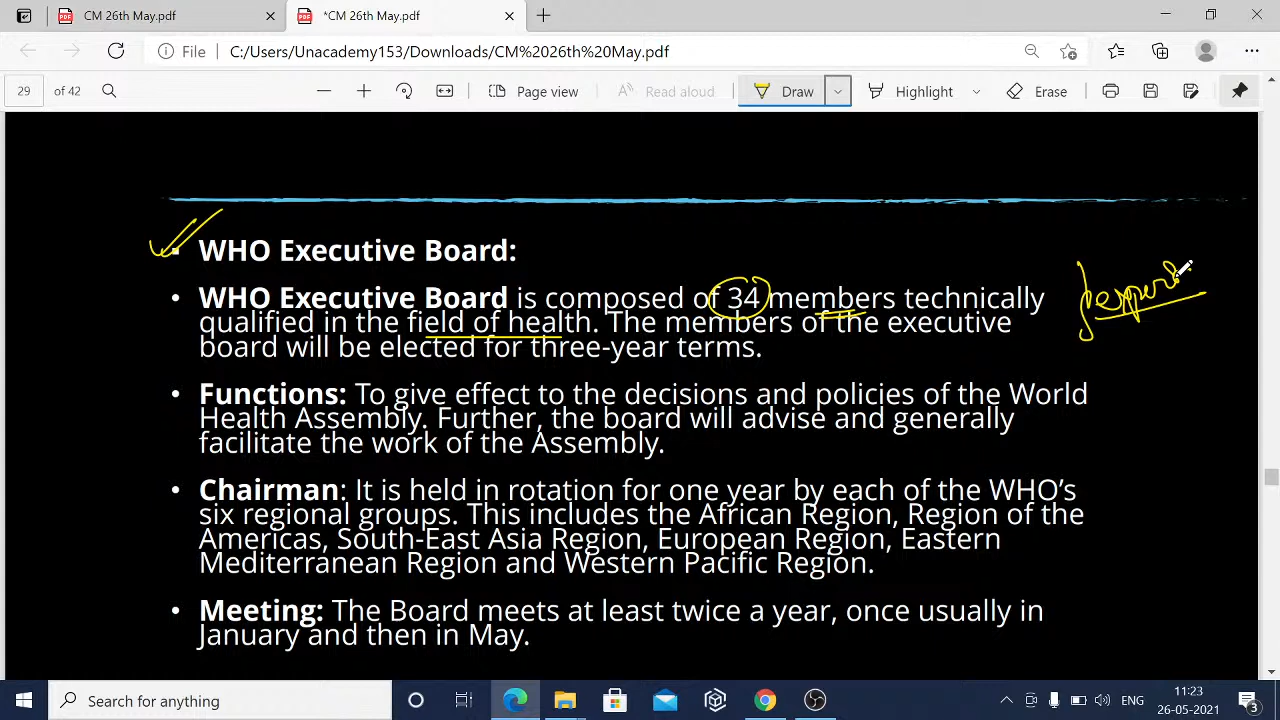 CM 26th May.pdf
*CM 26th May.pdf
File C:/Users/Unacademy153/Downloads/CM%2026th%20May.pdf
29 of 42 Page view Read aloud Draw Highlight Erase
WHO Executive Board:
• WHO Executive Board is composed of 34 members technically
qualified in the field of health. The members of the executive
board will be elected for three-year terms.
• Functions: To give effect to the decisions and policies of the World
Health Assembly. Further, the board will advise and generally
facilitate the work of the Assembly.
• Chairman: It is held in rotation for one year by each of the WHO’s
six regional groups. This includes the African Region, Region of the
Americas, South-East Asia Region, European Region, Eastern
Mediterranean Region and Western Pacific Region.
• Meeting: The Board meets at least twice a year, once usually in
January and then in May.
Search for anything
ENG
11:23
26-05-2021
3